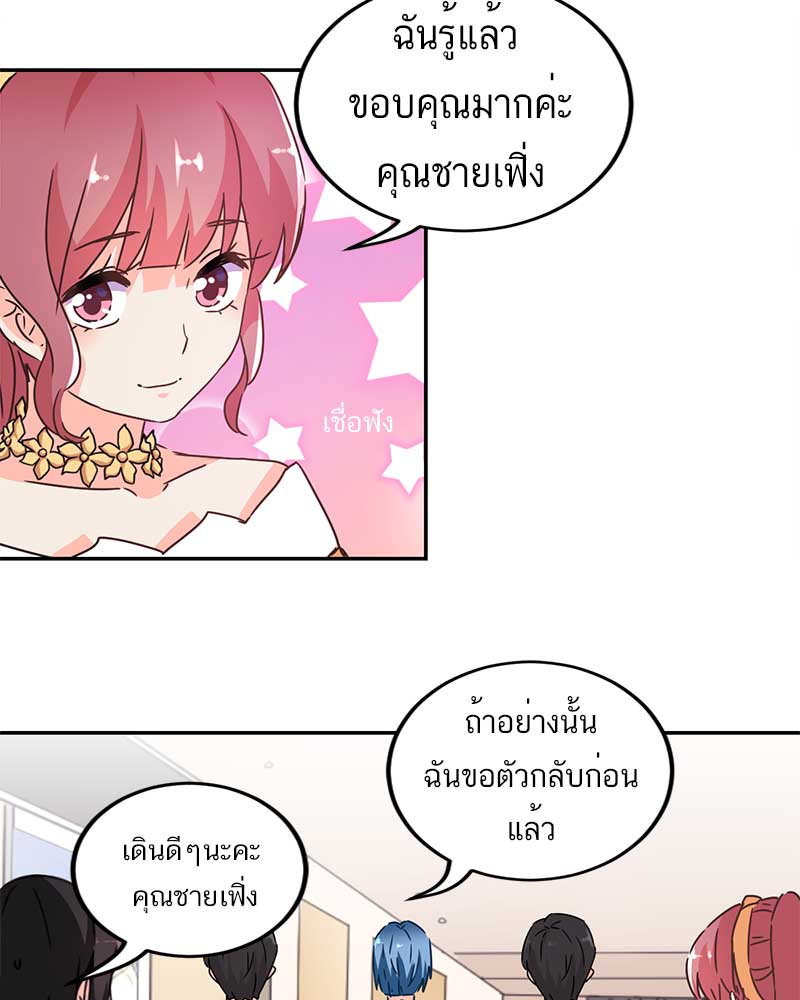 ฉันรู้แล้ว
ขอบคุณมากค่ะ
คุณชายเฟิ่ง
เชื่อฟัง
ถ้าอย่างนั้น
ฉันขอตัวกลับก่อน
แล้ว
เดินดีๆนะคะ
คุณชายเฟิ่ง